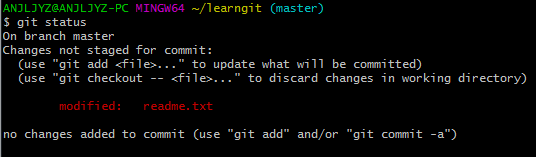 ANJLJYZ@ANJLJYZ-PC MINGW64 ~/learngit (master)
$ git status
On branch master
Changes not staged for commit:
  (use "git add <file>..." to update what will be committed)
  (use "git checkout -- <file>..." to discard changes in working directory)

        modified:   readme.txt

no changes added to commit (use "git add" and/or "git commit -a")